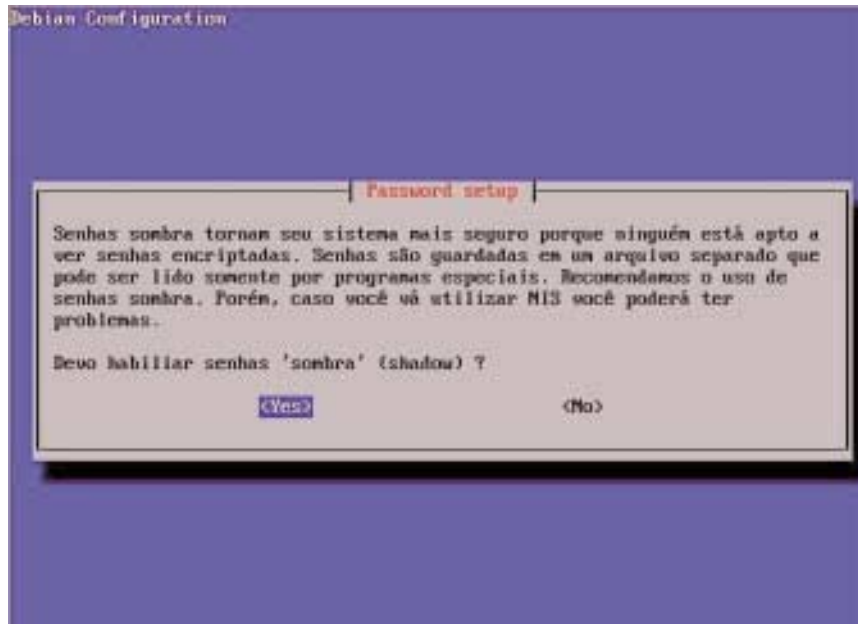 Debian Configuration
Password setup
Senhas sombra tornam seu sistema mais seguro porque ninguém está apto a
ver senhas encriptadas. Senhas são guardadas em um arquivo separado que
pode ser lido somente por programas especiais. Recomendamos o uso de
senhas sombra. Porém, caso você vá utilizar NIS você poderá ter
problemas.
Devo habiliar senhas 'sombra' (shadow) ?
<Yes> <No>